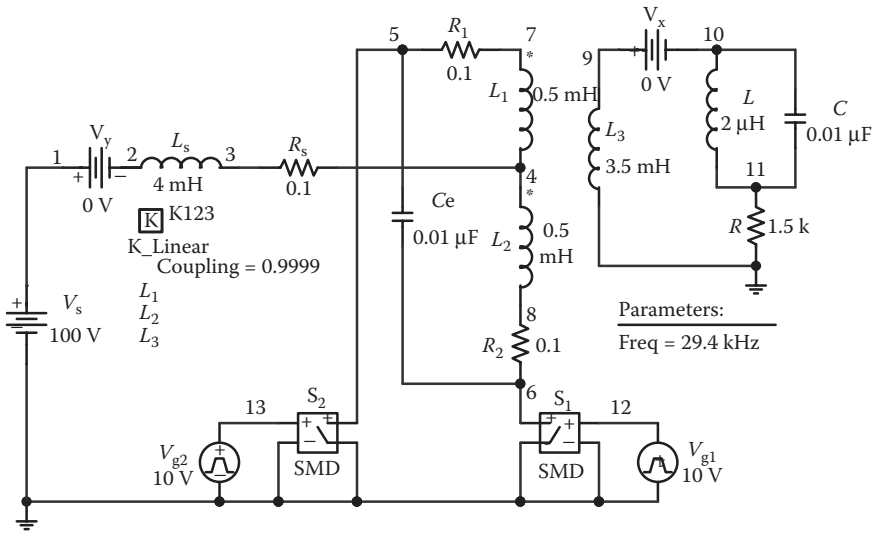 5
R1
0.1
7
*
L1
0.5 mH
9
Vx
+
0 V
10
L
2 μH
C
0.01 μF
L3
3.5 mH
11
R
1.5 k
1
Vy
+ −
0 V
2
Ls
4 mH
3
Rs
0.1
4
*
Ce
0.01 μF
L2
0.5
mH
8
R2
0.1
6
K K123
K_Linear
Coupling = 0.9999
L1
L2
L3
+
−
Vs
100 V
Parameters:
Freq = 29.4 kHz
13
S2
+ +
−
SMD
Vg2
10 V
+
−
S1
+ +
−
SMD
12
Vg1
10 V